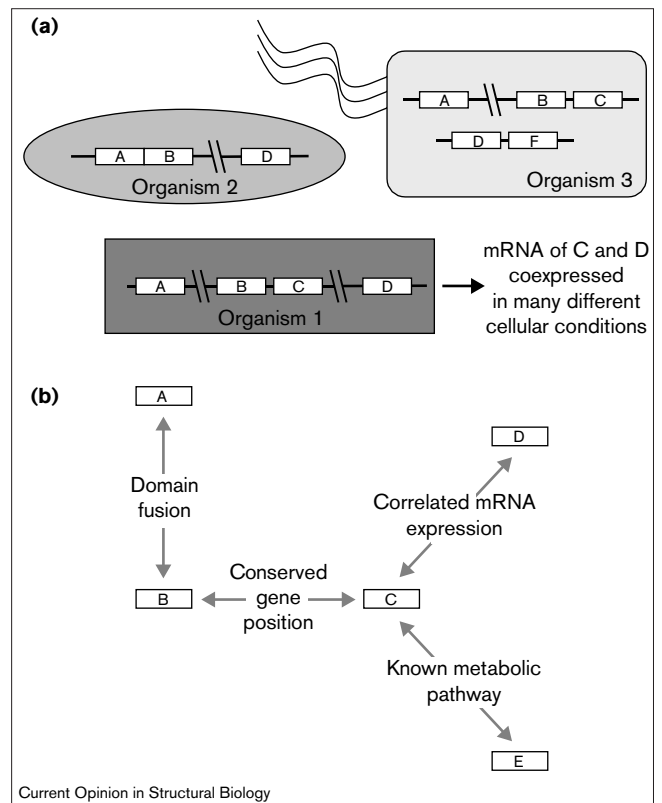 (a)
A
B
C
D
F
Organism 3
A
B
D
Organism 2
A
B
C
D
Organism 1
mRNA of C and D
coexpressed
in many different
cellular conditions
(b)
A
D
Domain
fusion
Correlated mRNA
expression
B
Conserved
gene
position
C
Known metabolic
pathway
E
Current Opinion in Structural Biology